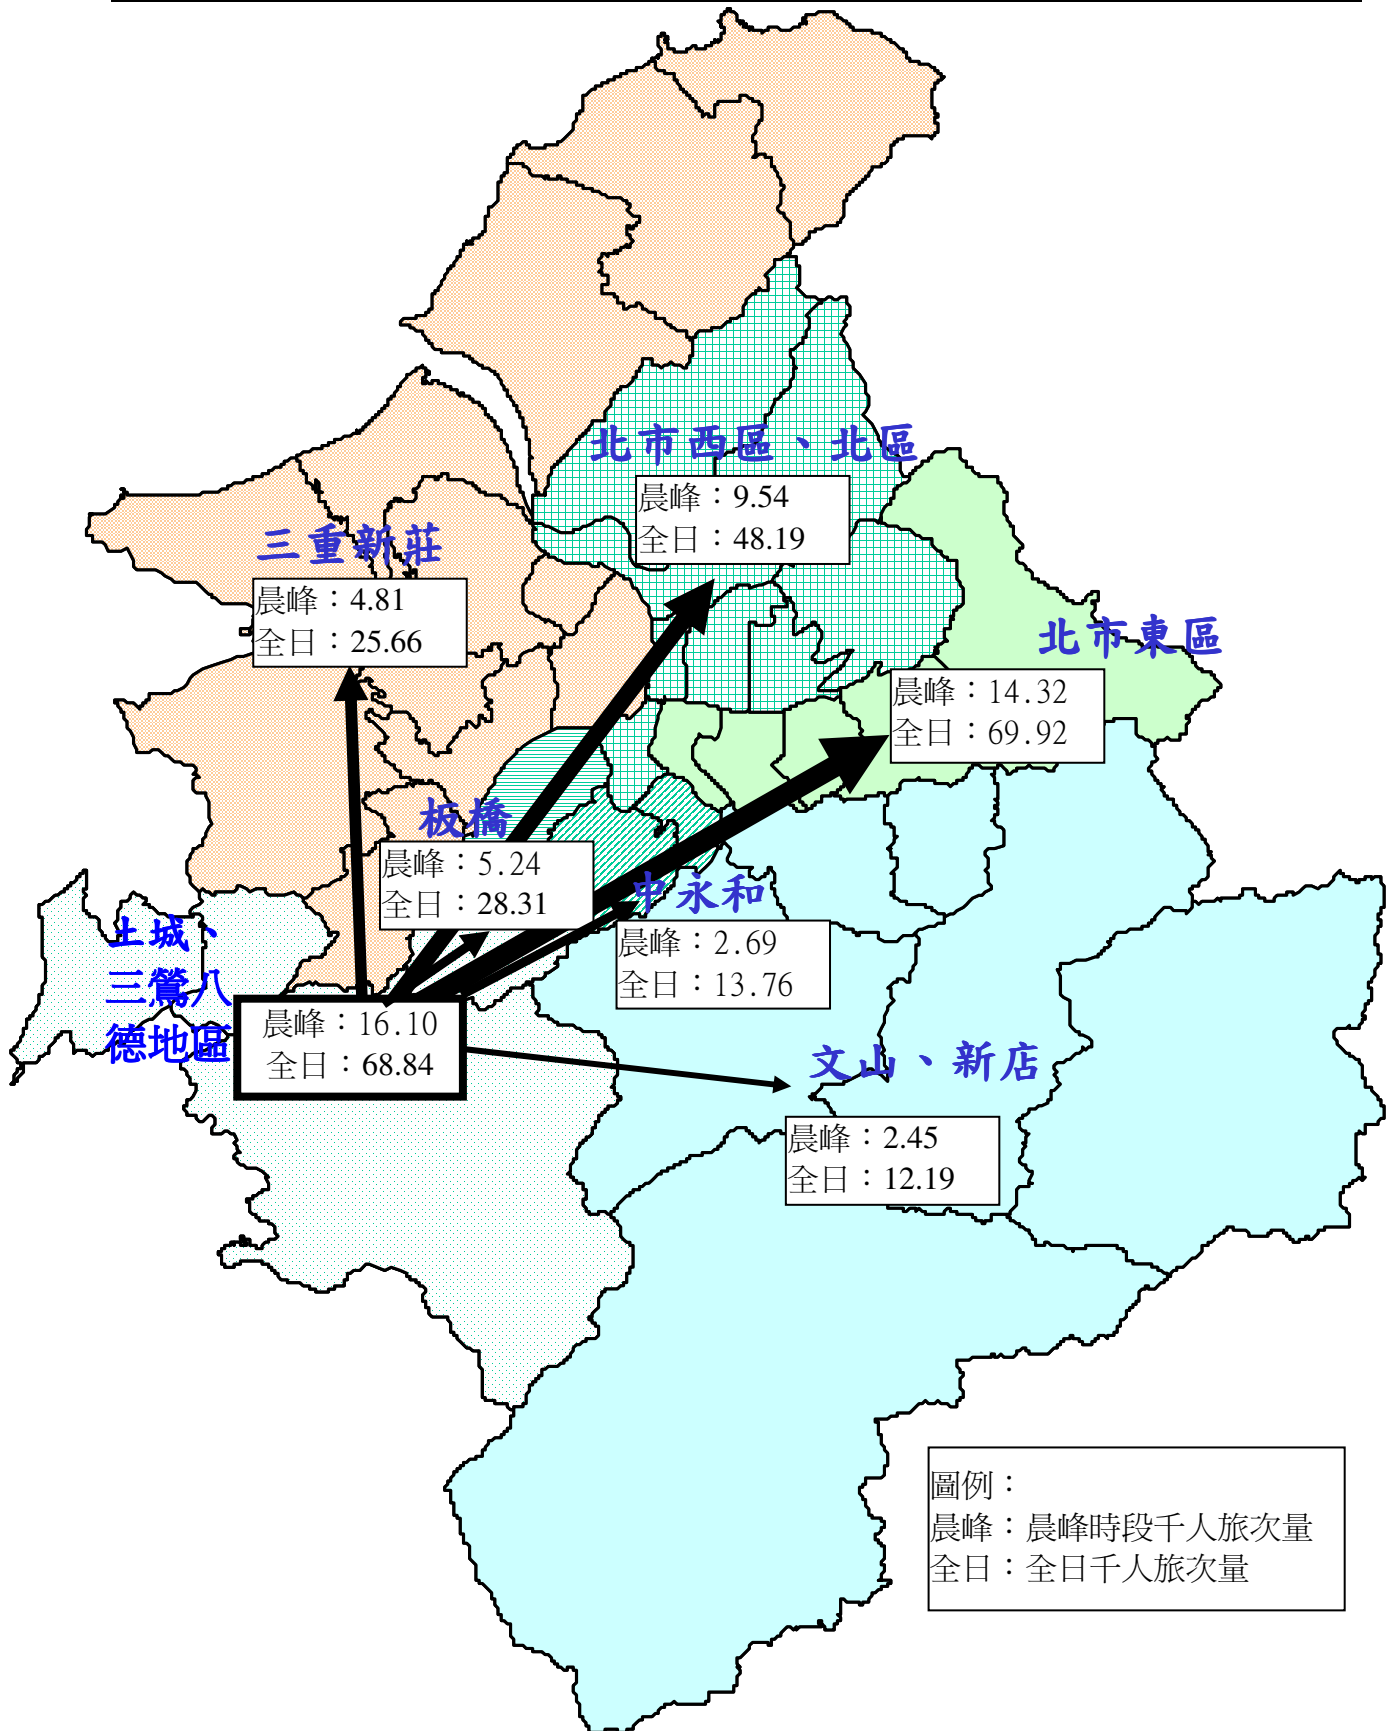 北市西區、北區
晨峰：9.54
全日：48.19
三重新莊
晨峰：4.81
全日：25.66
北市東區
晨峰：14.32
全日：69.92
板橋
晨峰：5.24
全日：28.31
中永和
晨峰：2.69
全日：13.76
土城、
三鶯八
德地區
晨峰：16.10
全日：68.84
文山、新店
晨峰：2.45
全日：12.19
圖例：
晨峰：晨峰時段千人旅次量
全日：全日千人旅次量